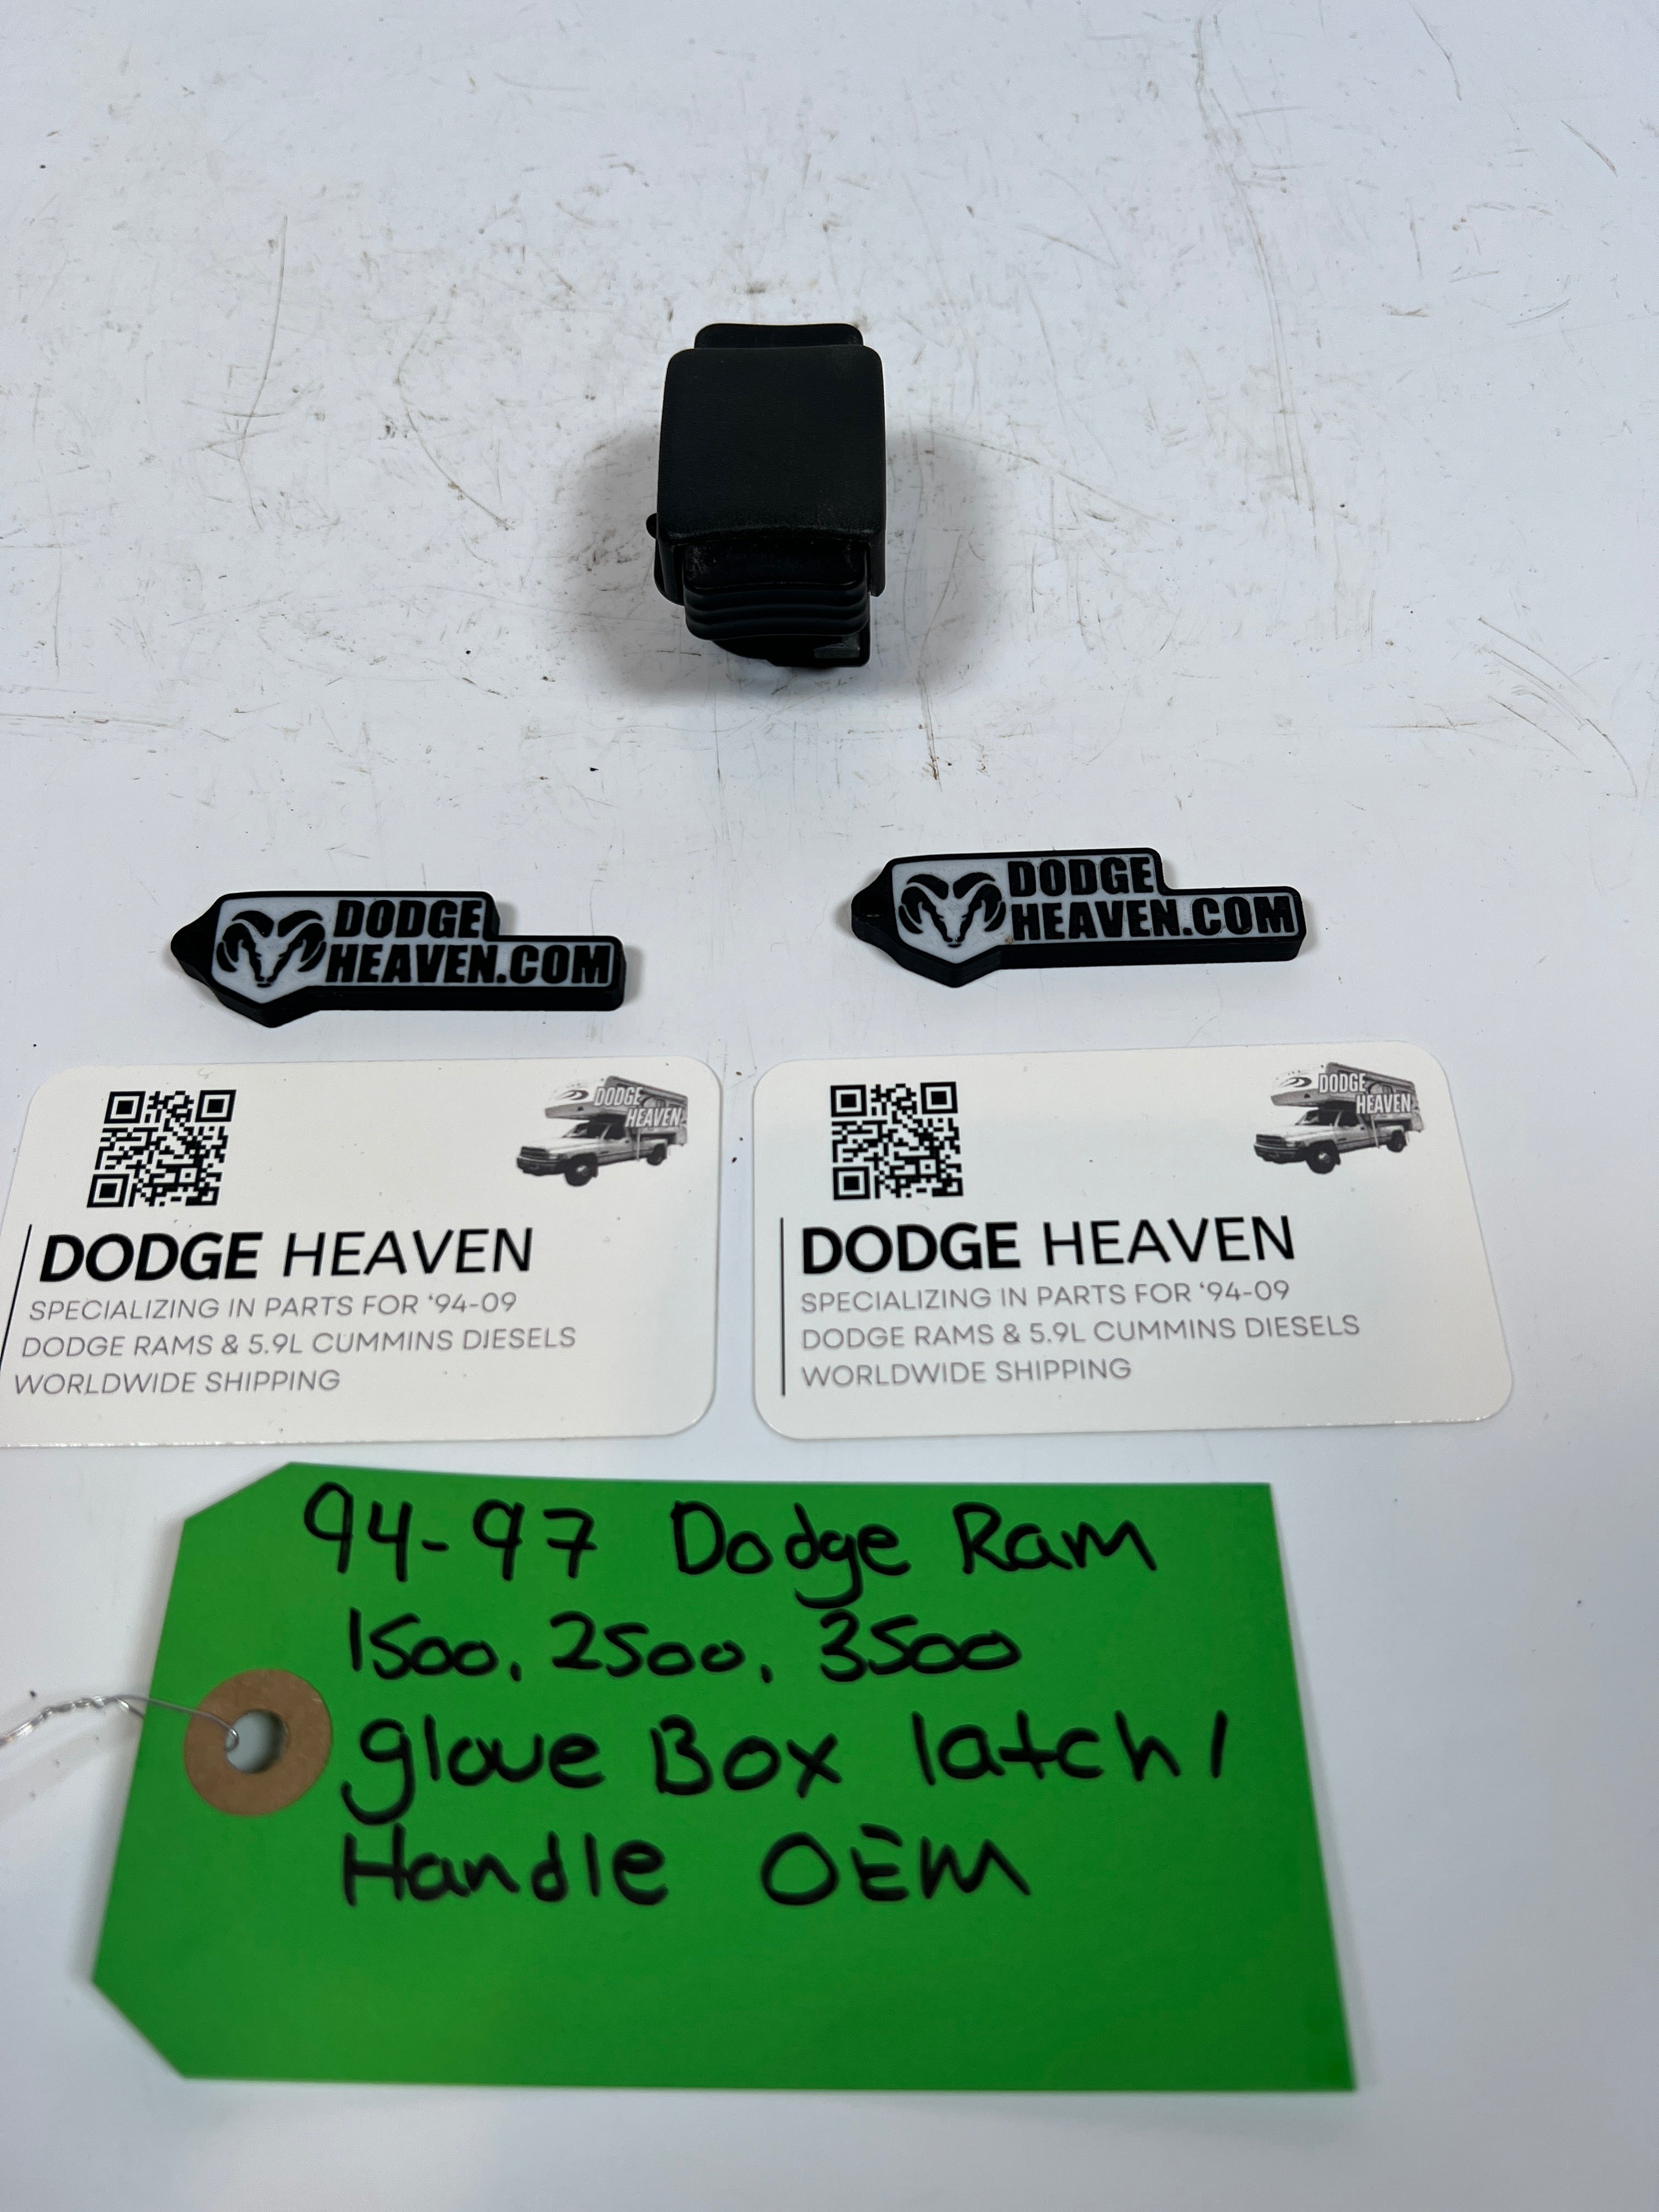 DODGE
HEAVEN.COM
DODGE
HEAVEN.COM
DODGE
HEAVEN
DODGE HEAVEN
SPECIALIZING IN PARTS FOR ‘94-09
DODGE RAMS & 5.9L CUMMINS DIESELS
WORLDWIDE SHIPPING
DODGE
HEAVEN
DODGE HEAVEN
SPECIALIZING IN PARTS FOR ‘94-09
DODGE RAMS & 5.9L CUMMINS DIESELS
WORLDWIDE SHIPPING
94-97 Dodge Ram
1500, 2500, 3500
glove Box latch/
Handle OEM